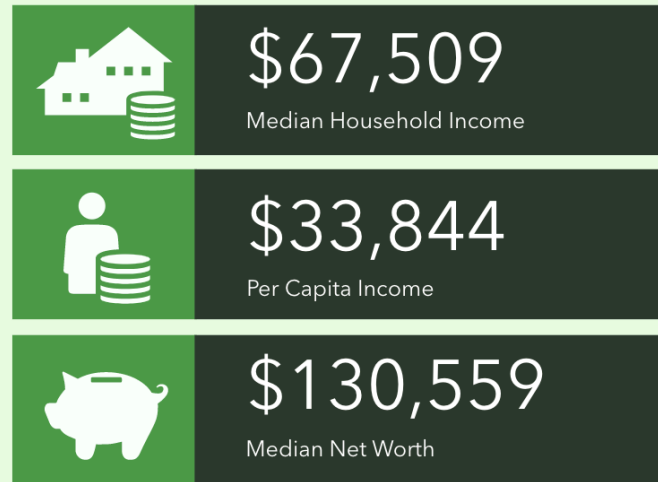 $67,509
Median Household Income
$33,844
Per Capita Income
$130,559
Median Net Worth